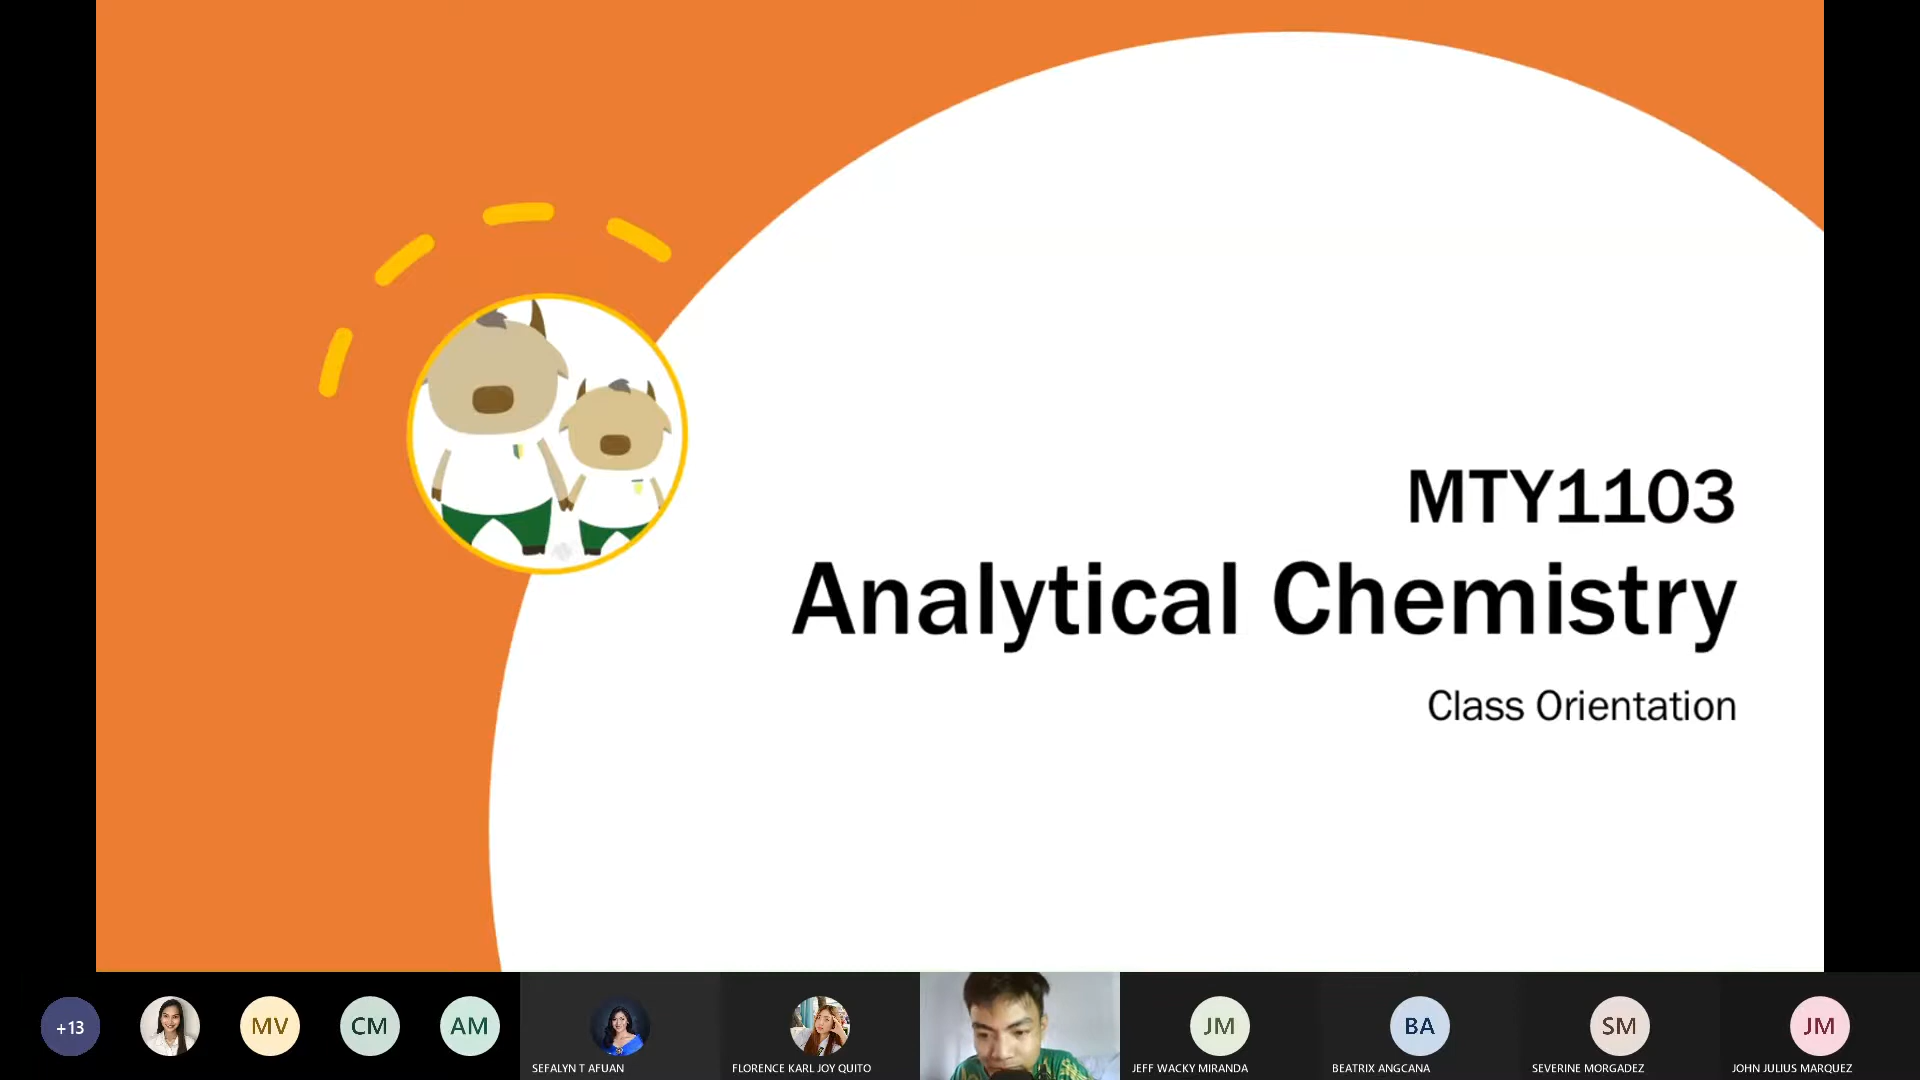 MTY1103
Analytical Chemistry
Class Orientation
+13
MV
CM
AM
SEFALYN T AFUAN
FLORENCE KARL JOY QUITO
JM
JEFF WACKY MIRANDA
BA
BEATRIX ANGCANA
SM
SEVERINE MORGADEZ
JM
JOHN JULIUS MARQUEZ